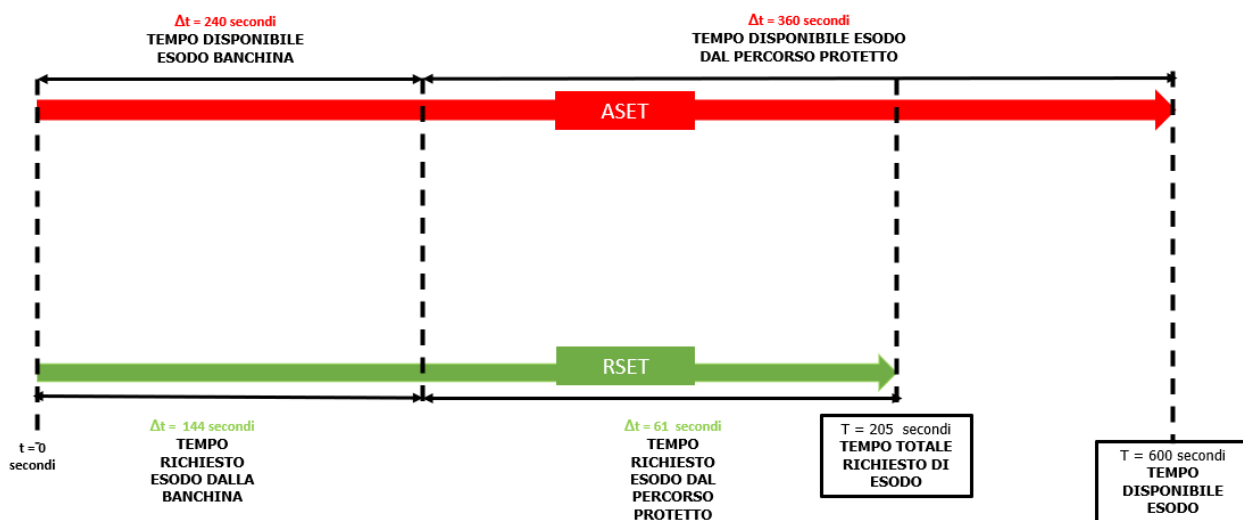 Δt = 240 secondi
TEMPO DISPONIBILE
ESODO BANCHINA
Δt = 360 secondi
TEMPO DISPONIBILE ESODO
DAL PERCORSO PROTETTO
ASET
RSET
t = 0
secondi
Δt = 144 secondi
TEMPO
RICHIESTO
ESODO DALLA
BANCHINA
Δt = 61 secondi
TEMPO
RICHIESTO
ESODO DAL
PERCORSO
PROTETTO
T = 205 secondi
TEMPO TOTALE
RICHIESTO DI
ESODO
T = 600 secondi
TEMPO
DISPONIBILE
ESODO